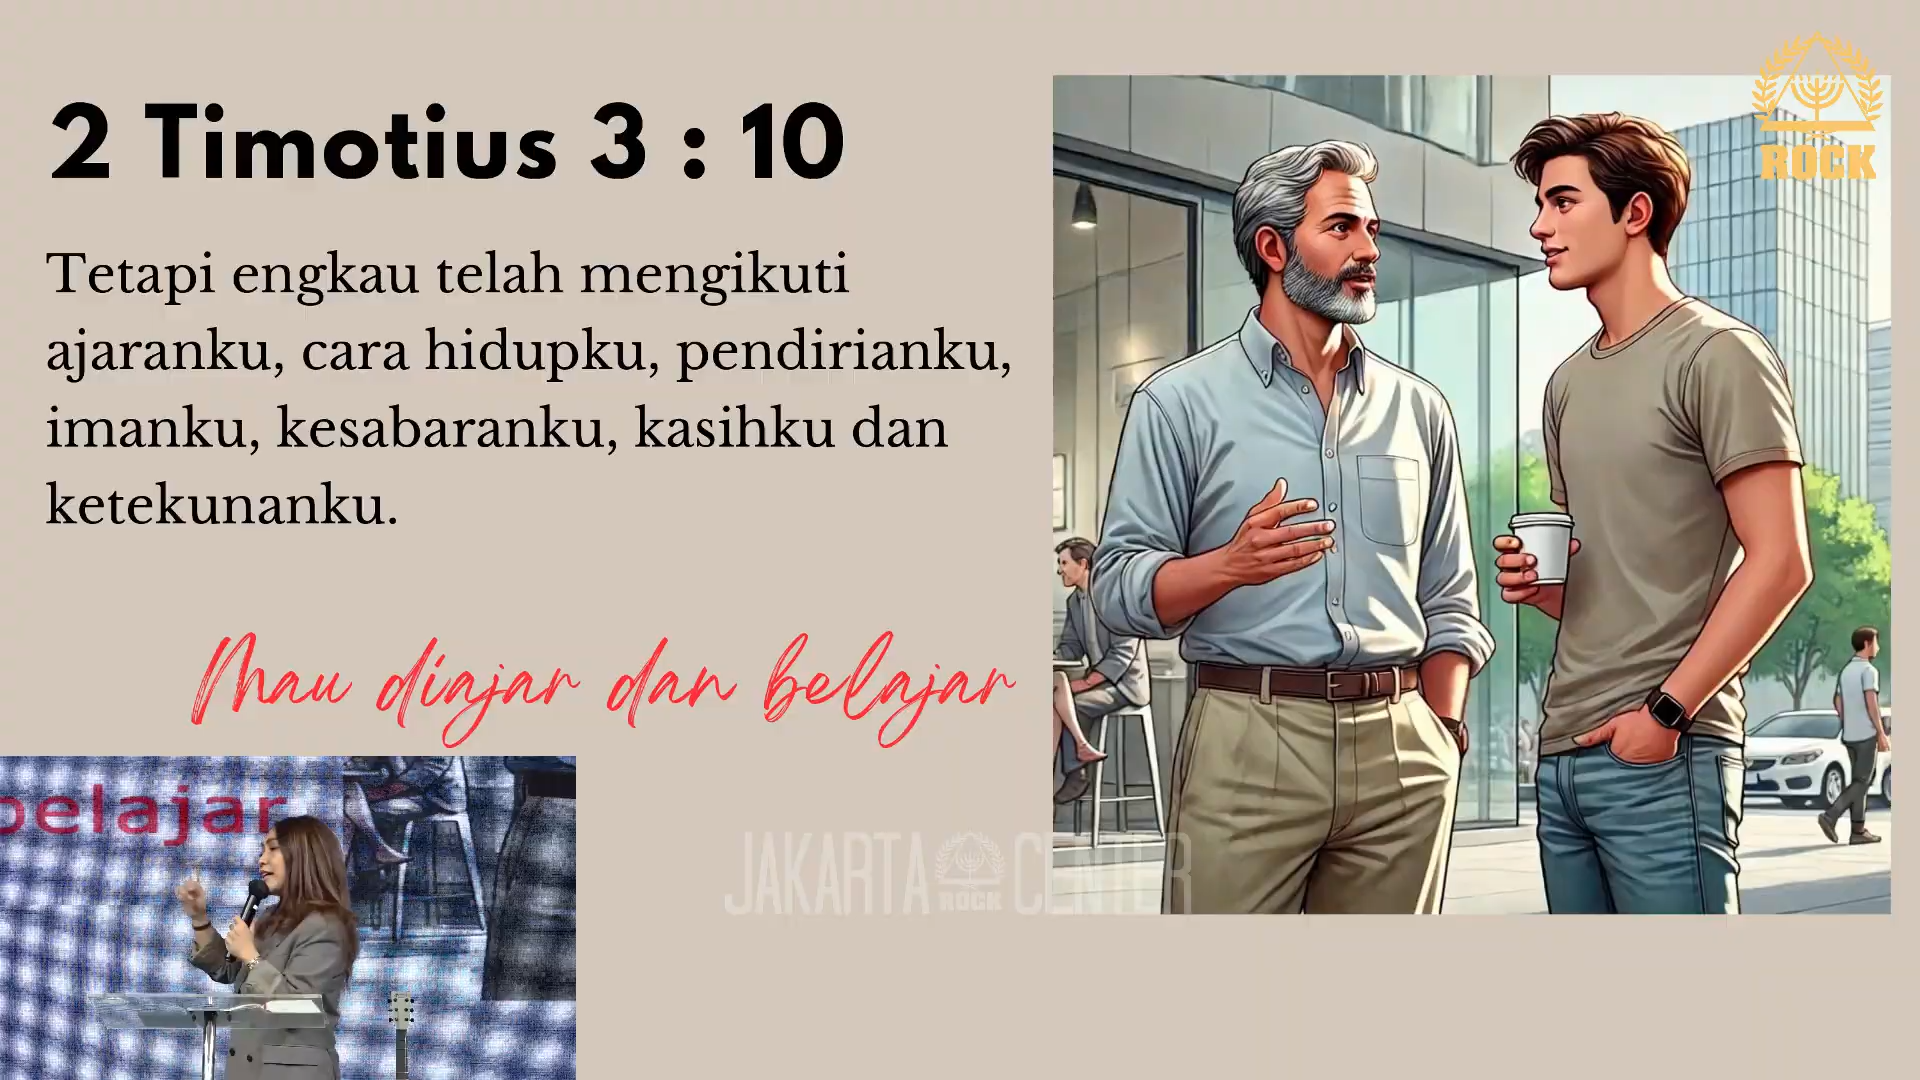 2 Timotius 3 : 10
Tetapi engkau telah mengikuti
ajaranku, cara hidupku, pendirianku,
imanku, kesabaranku, kasihku dan
ketekunanku.
Mau diajar dan belajar
ROCK
belajar
JAKARTA ROCK CENTER